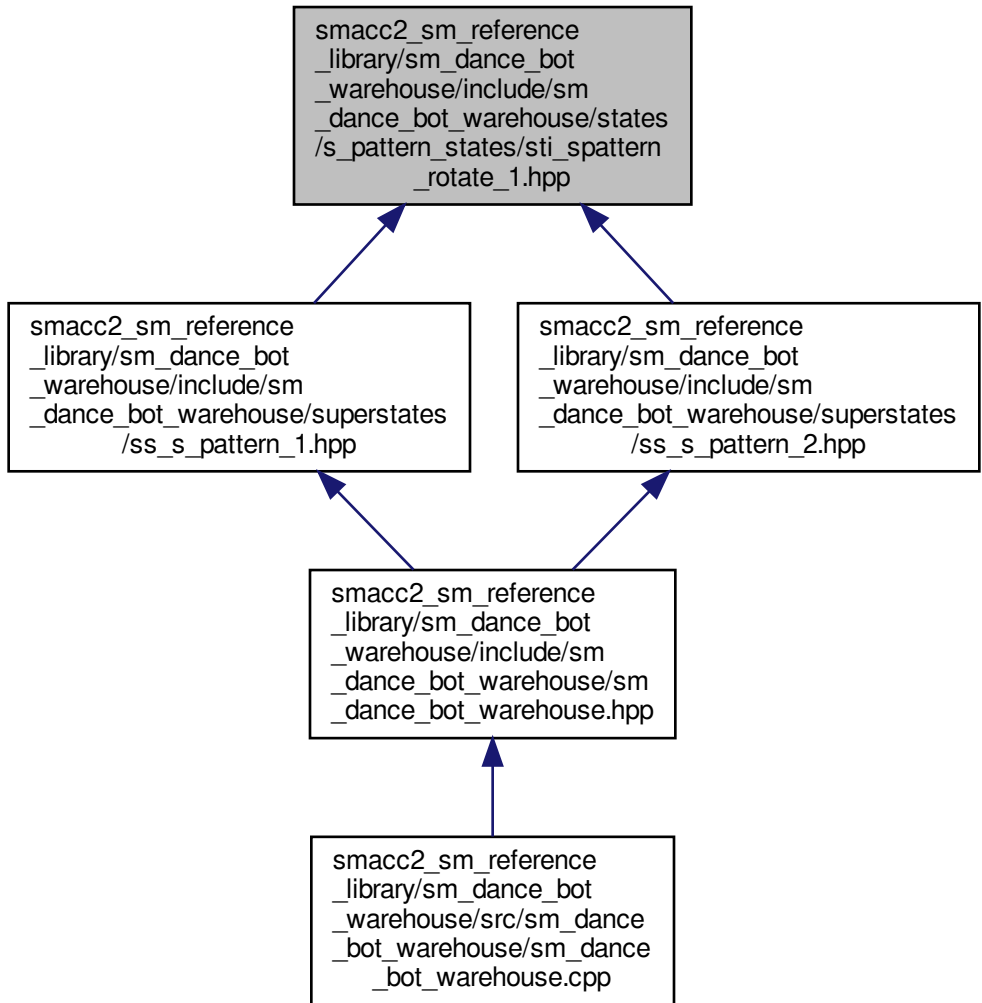 smacc2_sm_reference
_library/sm_dance_bot
_warehouse/include/sm
_dance_bot_warehouse/states
/s_pattern_states/sti_spattern
_rotate_1.hpp
smacc2_sm_reference
_library/sm_dance_bot
_warehouse/include/sm
_dance_bot_warehouse/superstates
/ss_s_pattern_1.hpp
smacc2_sm_reference
_library/sm_dance_bot
_warehouse/include/sm
_dance_bot_warehouse/superstates
/ss_s_pattern_2.hpp
smacc2_sm_reference
_library/sm_dance_bot
_warehouse/include/sm
_dance_bot_warehouse/sm
_dance_bot_warehouse.hpp
smacc2_sm_reference
_library/sm_dance_bot
_warehouse/src/sm_dance
_bot_warehouse/sm_dance
_bot_warehouse.cpp